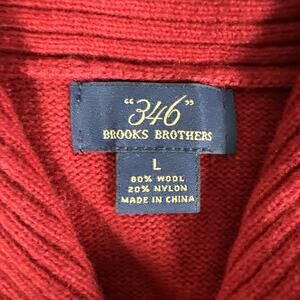 "346"
BROOKS BROTHERS
L
80% WOOL
20% NYLON
MADE IN CHINA